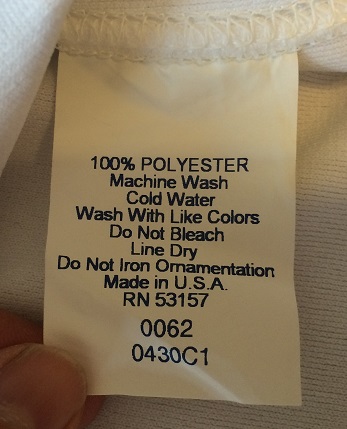 100% POLYESTER
Machine Wash
Cold Water
Wash With Like Colors
Do Not Bleach
Line Dry
Do Not Iron Ornamentation
Made in U.S.A.
RN 53157
0062
0430C1